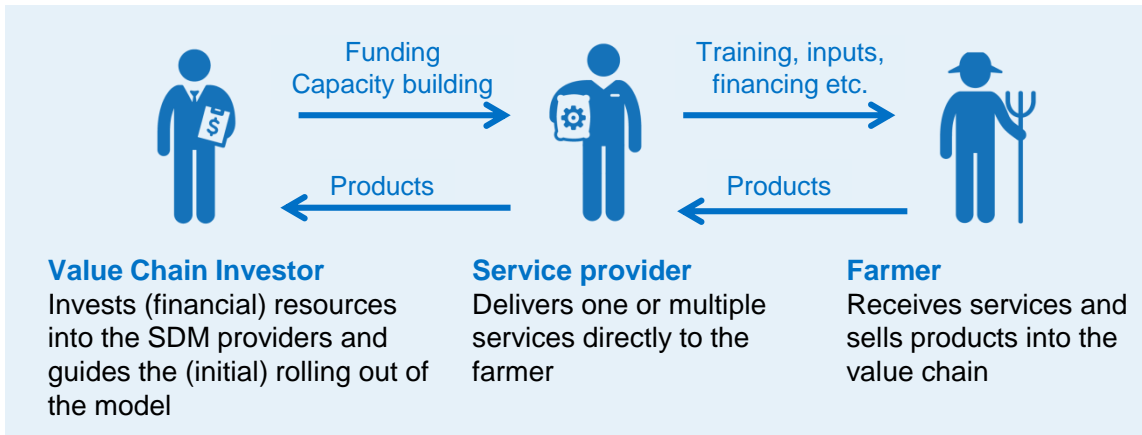 Funding
Capacity building
Training, inputs,
financing etc.
$
Products
Products
Value Chain Investor
Invests (financial) resources
into the SDM providers and
guides the (initial) rolling out of
the model
Service provider
Delivers one or multiple
services directly to the
farmer
Farmer
Receives services and
sells products into the
value chain